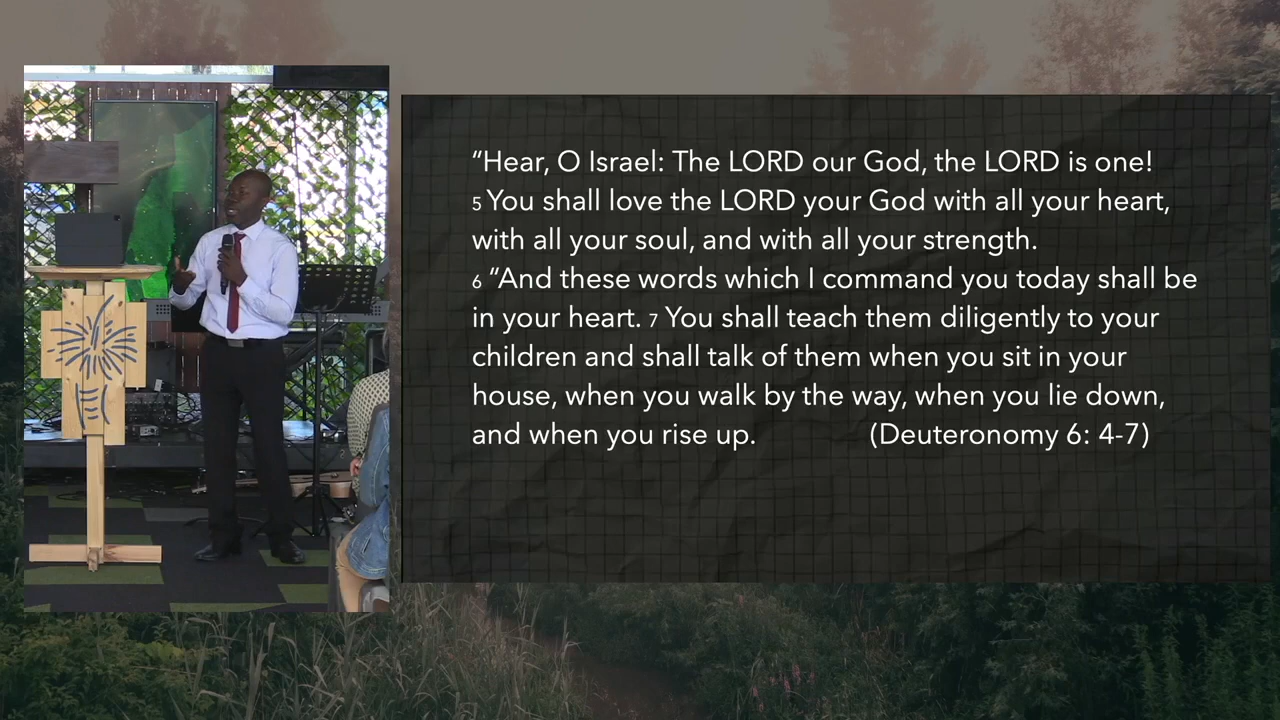 “Hear, O Israel: The LORD our God, the LORD is one!
5 You shall love the LORD your God with all your heart,
with all your soul, and with all your strength.
6 “And these words which I command you today shall be
in your heart. 7 You shall teach them diligently to your
children and shall talk of them when you sit in your
house, when you walk by the way, when you lie down,
and when you rise up. (Deuteronomy 6: 4-7)